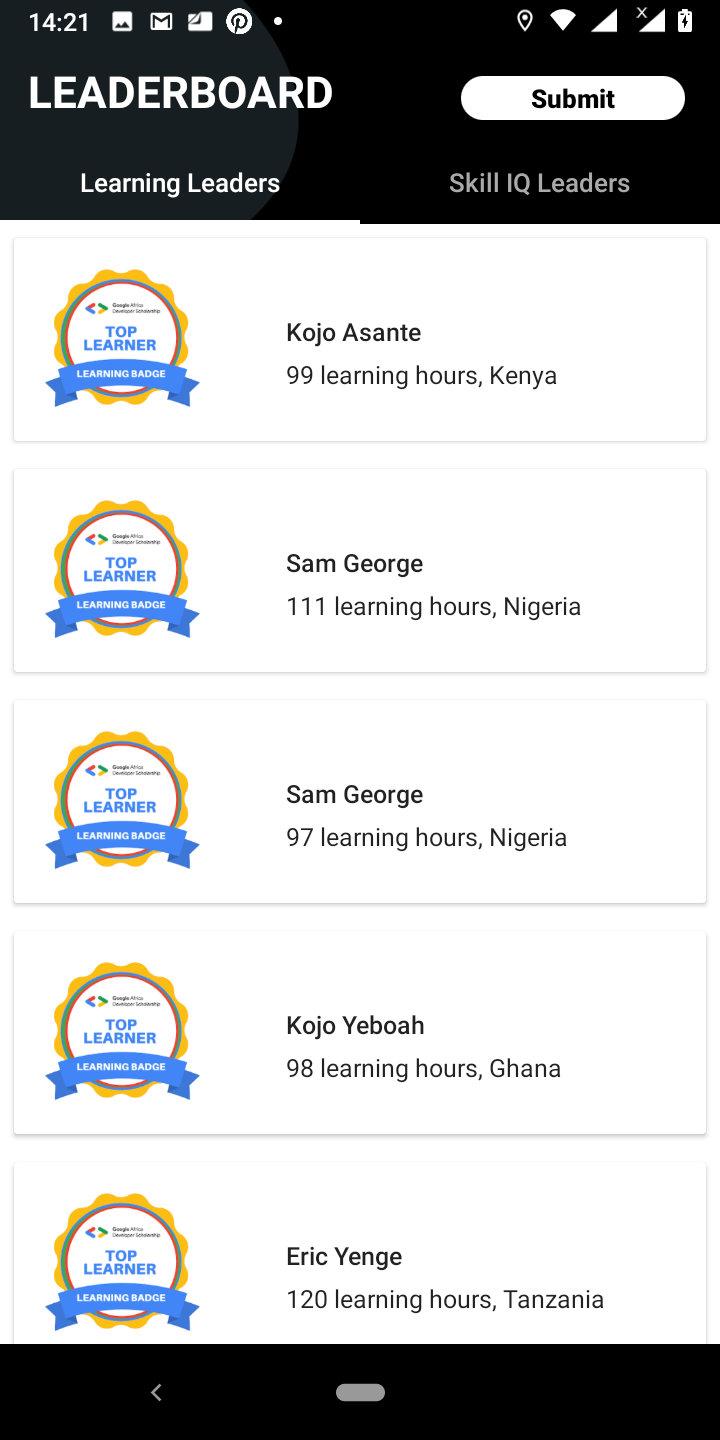 14:21
LEADERBOARD
Submit
Learning Leaders
Skill IQ Leaders
Google Africa
Developer Scholarship
TOP
LEARNER
LEARNING BADGE
Kojo Asante
99 learning hours, Kenya
Google Africa
Developer Scholarship
TOP
LEARNER
LEARNING BADGE
Sam George
111 learning hours, Nigeria
Google Africa
Developer Scholarship
TOP
LEARNER
LEARNING BADGE
Sam George
97 learning hours, Nigeria
Google Africa
Developer Scholarship
TOP
LEARNER
LEARNING BADGE
Kojo Yeboah
98 learning hours, Ghana
Google Africa
Developer Scholarship
TOP
LEARNER
LEARNING BADGE
Eric Yenge
120 learning hours, Tanzania